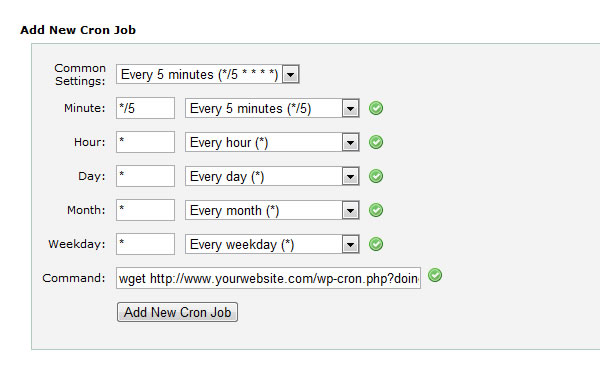 Add New Cron Job
Common Settings: Every 5 minutes (*/5 * * * *)
Minute: */5 Every 5 minutes (*/5)
Hour: * Every hour (*)
Day: * Every day (*)
Month: * Every month (*)
Weekday: * Every weekday (*)
Command: wget http://www.yourwebsite.com/wp-cron.php?doin
Add New Cron Job